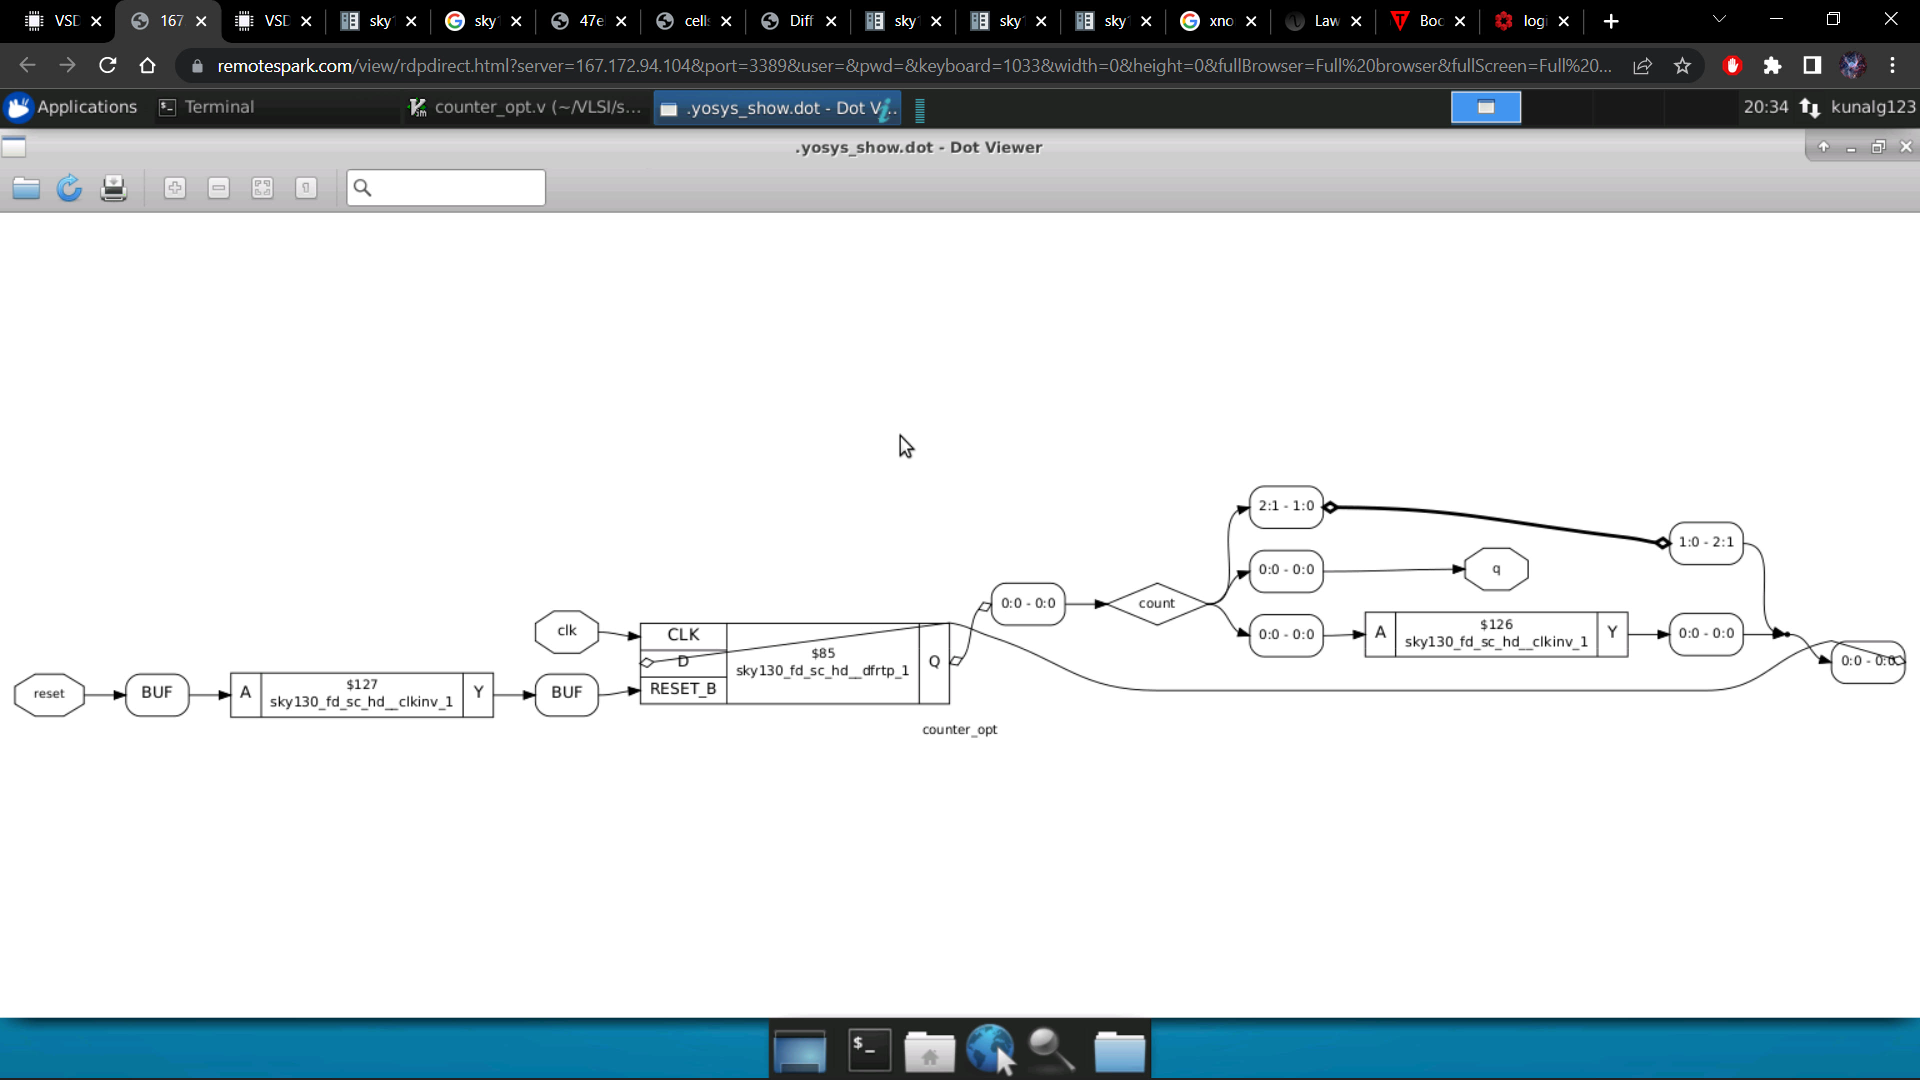 VSD
167
VSD
sky
sky
47e
cell
Diff
sky
sky
sky
xno
Law
Boc
logi
remotespark.com/view/rdpdirect.html?server=167.172.94.104&port=3389&user=&pwd=&keyboard=1033&width=0&height=0&fullBrowser=Full%20browser&fullScreen=Full%20...
Applications
Terminal
counter_opt.v (~/VLSI/s...
.yosys_show.dot - Dot V...
20:34
kunalg123
.yosys_show.dot - Dot Viewer
2:1 - 1:0
1:0 - 2:1
0:0 - 0:0
q
0:0 - 0:0
count
clk
CLK
D
RESET_B
$85
sky130_fd_sc_hd__dfrtp_1
Q
0:0 - 0:0
A
$126
sky130_fd_sc_hd__clkinv_1
Y
0:0 - 0:0
0:0 - 0:0
reset
BUF
A
$127
sky130_fd_sc_hd__clkinv_1
Y
BUF
counter_opt
$_